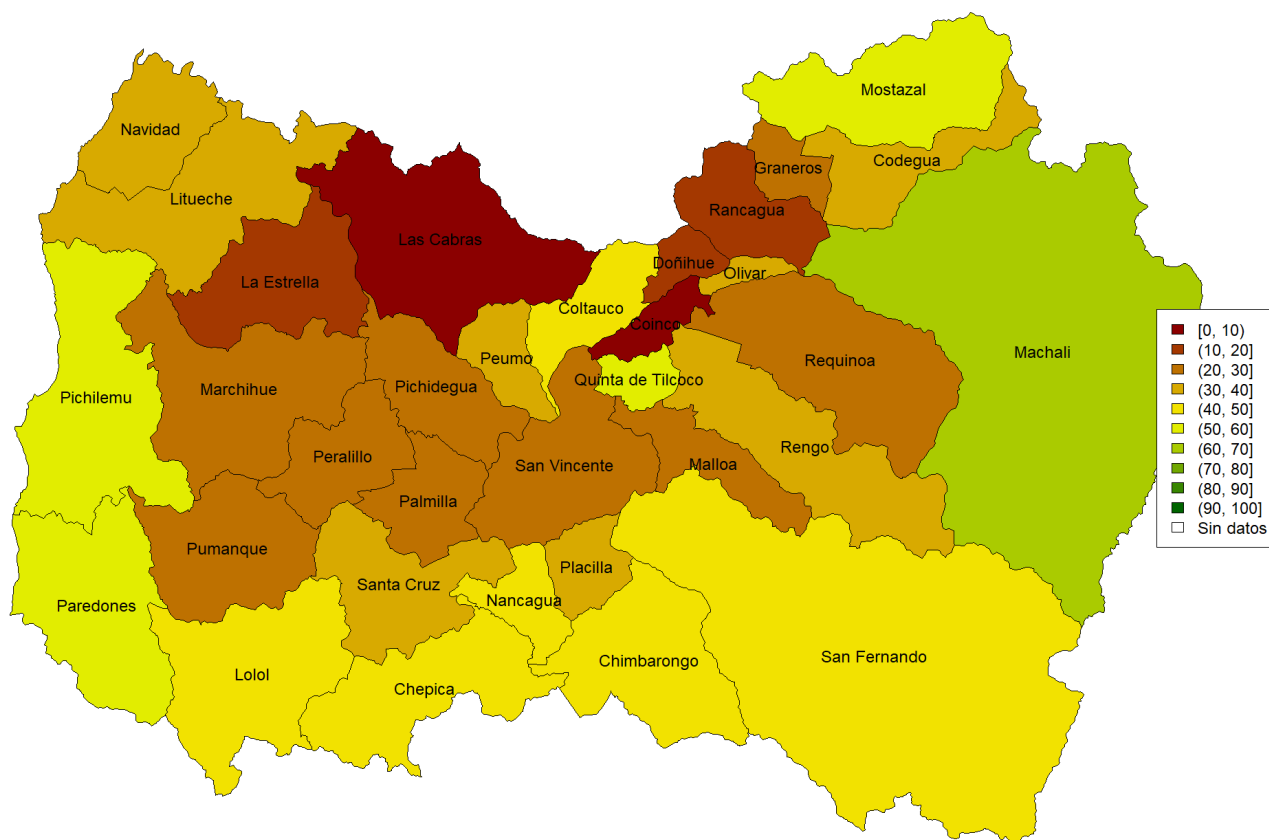 Mostazal
Navidad
Codegua
Graneros
Litueche
Rancagua
Las Cabras
Doñihue
Olivar
La Estrella
Coltauco
Coinco
Machali
Peumo
Requinoa
Quinta de Tilcoco
Pichidegua
Marchihue
Pichilemu
Rengo
Peralillo
San Vincente
Malloa
Palmilla
Pumanque
Placilla
Santa Cruz
Nancagua
Paredones
San Fernando
Chimbarongo
Lolol
Chepica
[0, 10)
(10, 20]
(20, 30]
(30, 40]
(40, 50]
(50, 60]
(60, 70]
(70, 80]
(80, 90]
(90, 100]
Sin datos